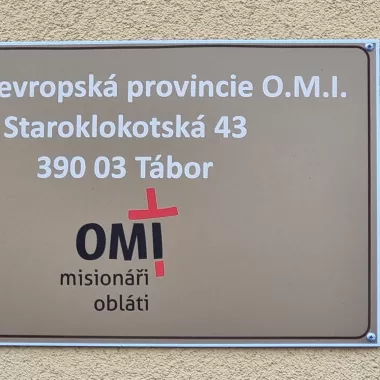 evropská provincie O.M.I.
Staroklokotská 43
390 03 Tábor
OMI
misionáři
obláti